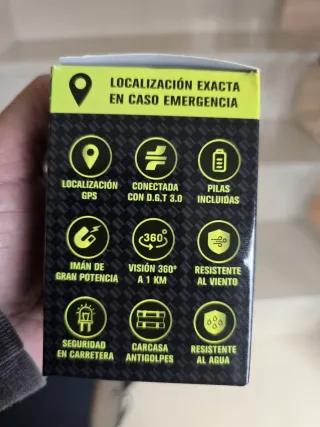 LOCALIZACIÓN EXACTA
EN CASO EMERGENCIA
LOCALIZACIÓN
GPS
CONECTADA
CON D.G.T 3.0
PILAS
INCLUIDAS
IMÁN DE
GRAN POTENCIA
360°
VISIÓN 360°
A 1 KM
RESISTENTE
AL VIENTO
SEGURIDAD
EN CARRETERA
CARCASA
ANTIGOLPES
RESISTENTE
AL AGUA